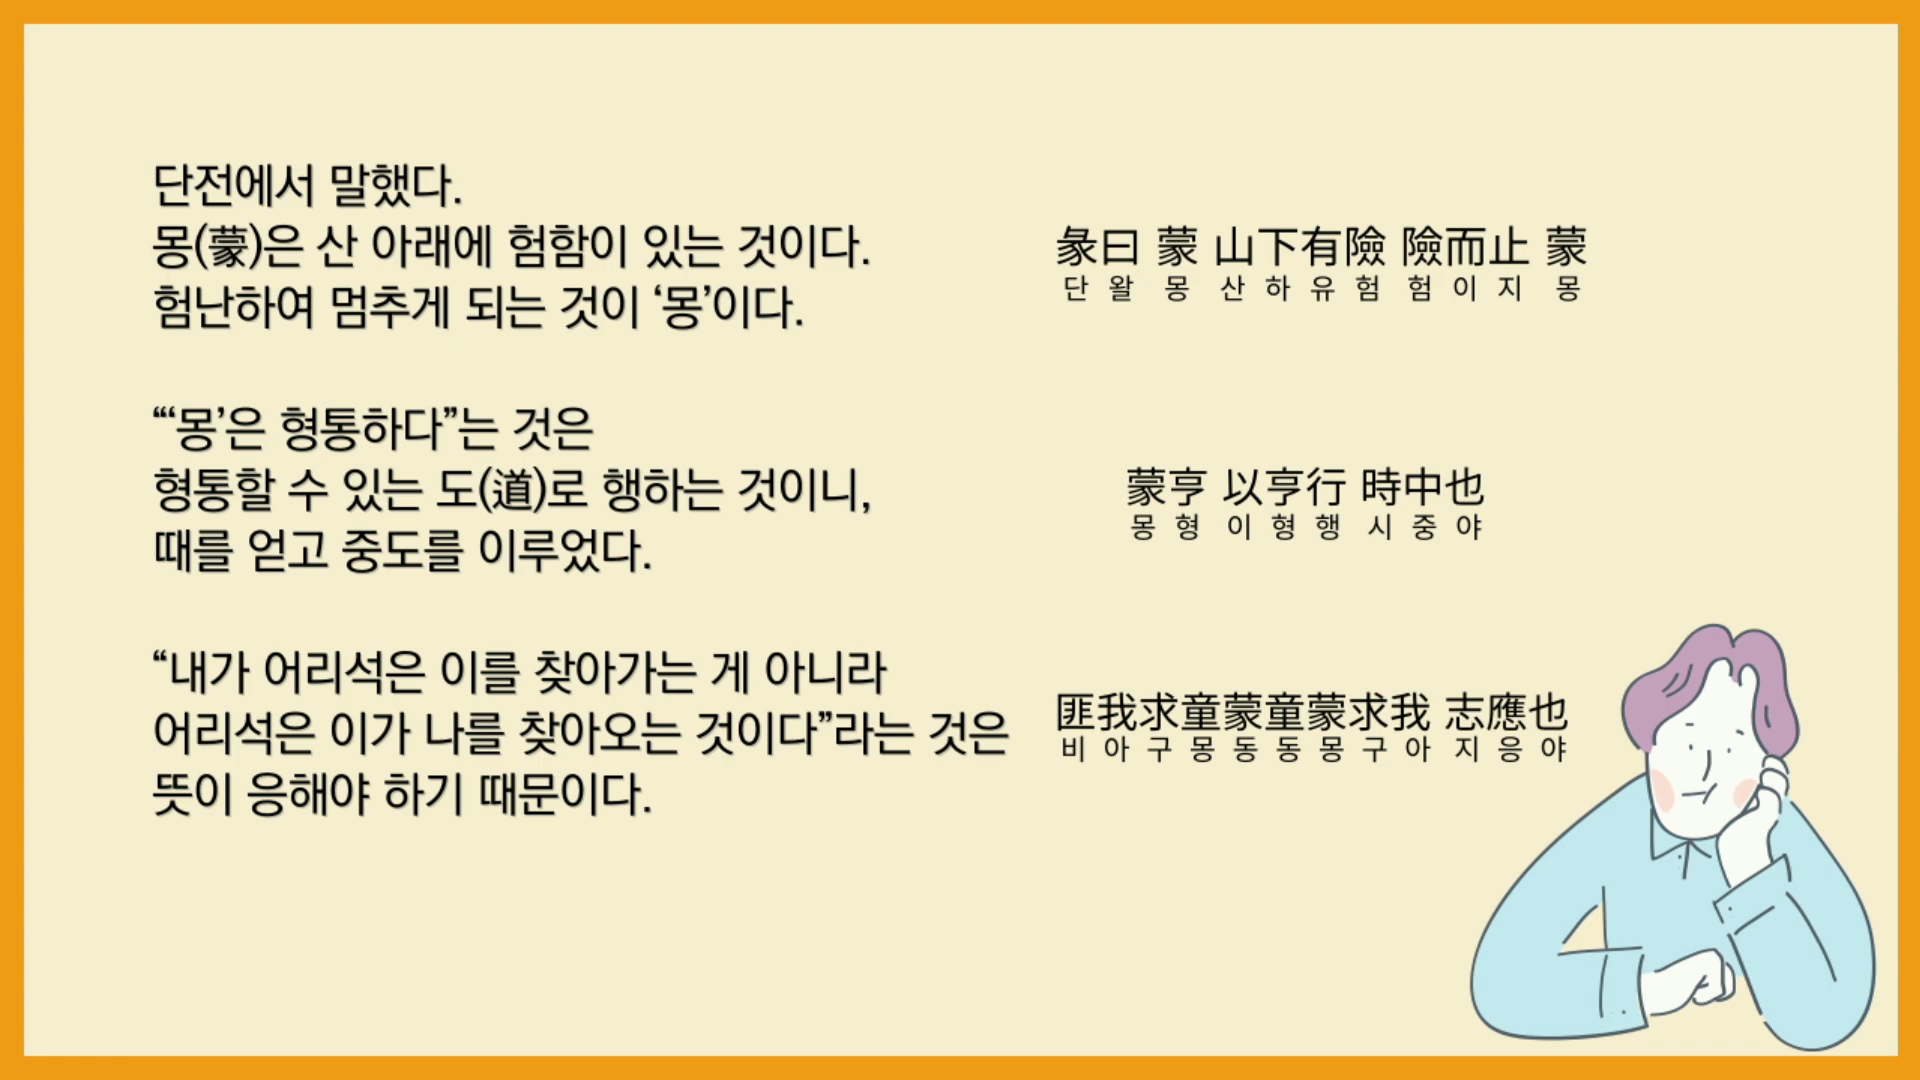 단전에서 말했다.
몽(蒙)은 산 아래에 험함이 있는 것이다.
험난하여 멈추게 되는 것이 ‘몽’이다.
“‘몽’은 형통하다”는 것은
형통할 수 있는 도(道)로 행하는 것이니,
때를 얻고 중도를 이루었다.
“내가 어리석은 이를 찾아가는 게 아니라
어리석은 이가 나를 찾아오는 것이다”라는 것은
뜻이 응해야 하기 때문이다.
彖曰 蒙 山下有險 險而止 蒙
단 왈 몽 산 하 유 험 험 이 지 몽
蒙亨 以亨行 時中也
몽 형 이 형 행 시 중 야
匪我求童蒙童蒙求我 志應也
비 아 구 몽 동 동 몽 구 아 지 응 야